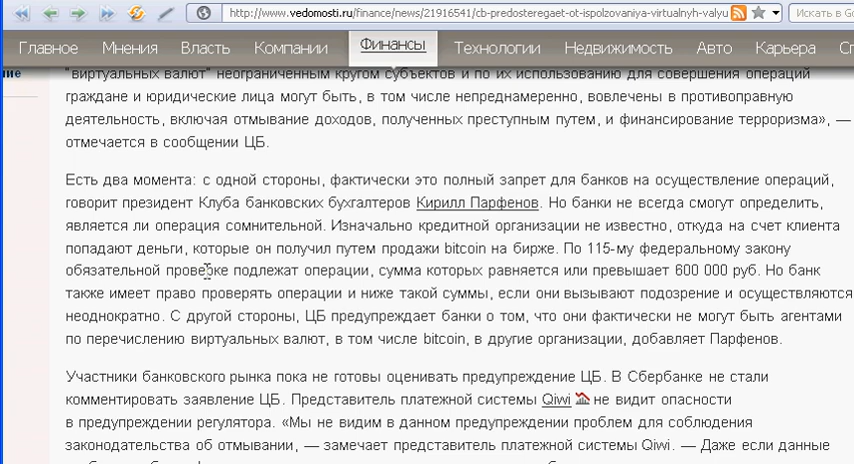 http://www.vedomosti.ru/finance/news/21916541/cb-predosteregaet-ot-ispolzovaniya-virtualnyh-valyu
Искать в Go
Главное Мнения Власть Компании Финансы Технологии Недвижимость Авто Карьера Ст
ние
"виртуальных валют" неограниченным кругом субъектов и по их использованию для совершения операций
граждане и юридические лица могут быть, в том числе непреднамеренно, вовлечены в противоправную
деятельность, включая отмывание доходов, полученных преступным путем, и финансирование терроризма», —
отмечается в сообщении ЦБ.
Есть два момента: с одной стороны, фактически это полный запрет для банков на осуществление операций,
говорит президент Клуба банковских бухгалтеров Кирилл Парфенов. Но банки не всегда смогут определить,
является ли операция сомнительной. Изначально кредитной организации не известно, откуда на счет клиента
попадают деньги, которые он получил путем продажи bitcoin на бирже. По 115-му федеральному закону
обязательной проверке подлежат операции, сумма которых равняется или превышает 600 000 руб. Но банк
также имеет право проверять операции и ниже такой суммы, если они вызывают подозрение и осуществляются
неоднократно. С другой стороны, ЦБ предупреждает банки о том, что они фактически не могут быть агентами
по перечислению виртуальных валют, в том числе bitcoin, в другие организации, добавляет Парфенов.
Участники банковского рынка пока не готовы оценивать предупреждение ЦБ. В Сбербанке не стали
комментировать заявление ЦБ. Представитель платежной системы Qiwi не видит опасности
в предупреждении регулятора. «Мы не видим в данном предупреждении проблем для соблюдения
законодательства об отмывании, — замечает представитель платежной системы Qiwi. — Даже если данные